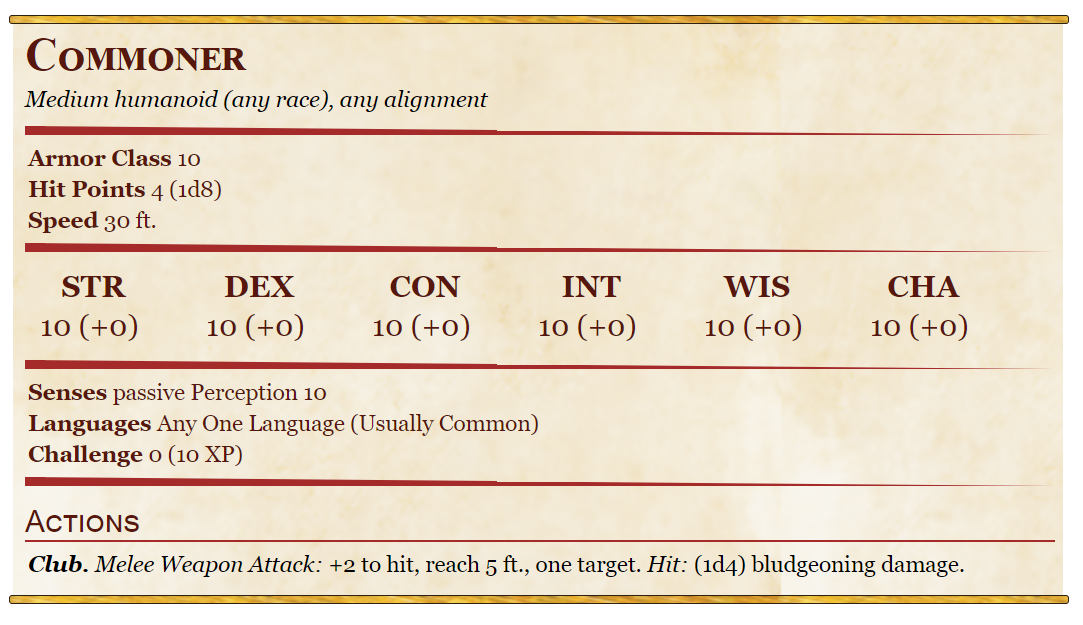 Commoner
Medium humanoid (any race), any alignment
Armor Class 10
Hit Points 4 (1d8)
Speed 30 ft.
STR DEX CON INT WIS CHA
10 (+0) 10 (+0) 10 (+0) 10 (+0) 10 (+0) 10 (+0)
Senses passive Perception 10
Languages Any One Language (Usually Common)
Challenge 0 (10 XP)
Actions
Club. Melee Weapon Attack: +2 to hit, reach 5 ft., one target. Hit: (1d4) bludgeoning damage.